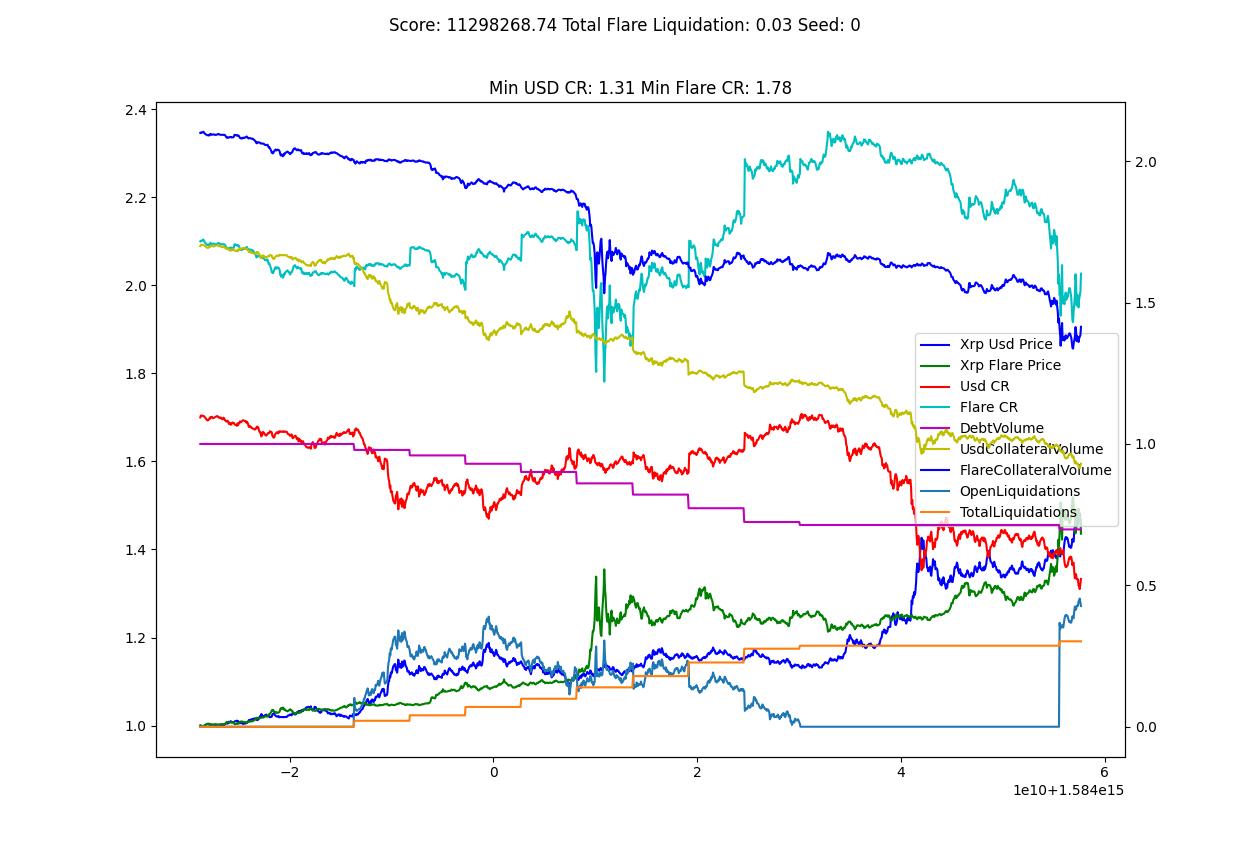 Score: 11298268.74 Total Flare Liquidation: 0.03 Seed: 0
Min USD CR: 1.31 Min Flare CR: 1.78
2.4
2.2
2.0
1.8
1.6
1.4
1.2
1.0
2.0
1.5
1.0
0.5
0.0
Xrp Usd Price
Xrp Flare Price
Usd CR
Flare CR
DebtVolume
UsdCollateralVolume
FlareCollateralVolume
OpenLiquidations
TotalLiquidations
−2 0 2 4 6
1e10+1.584e15